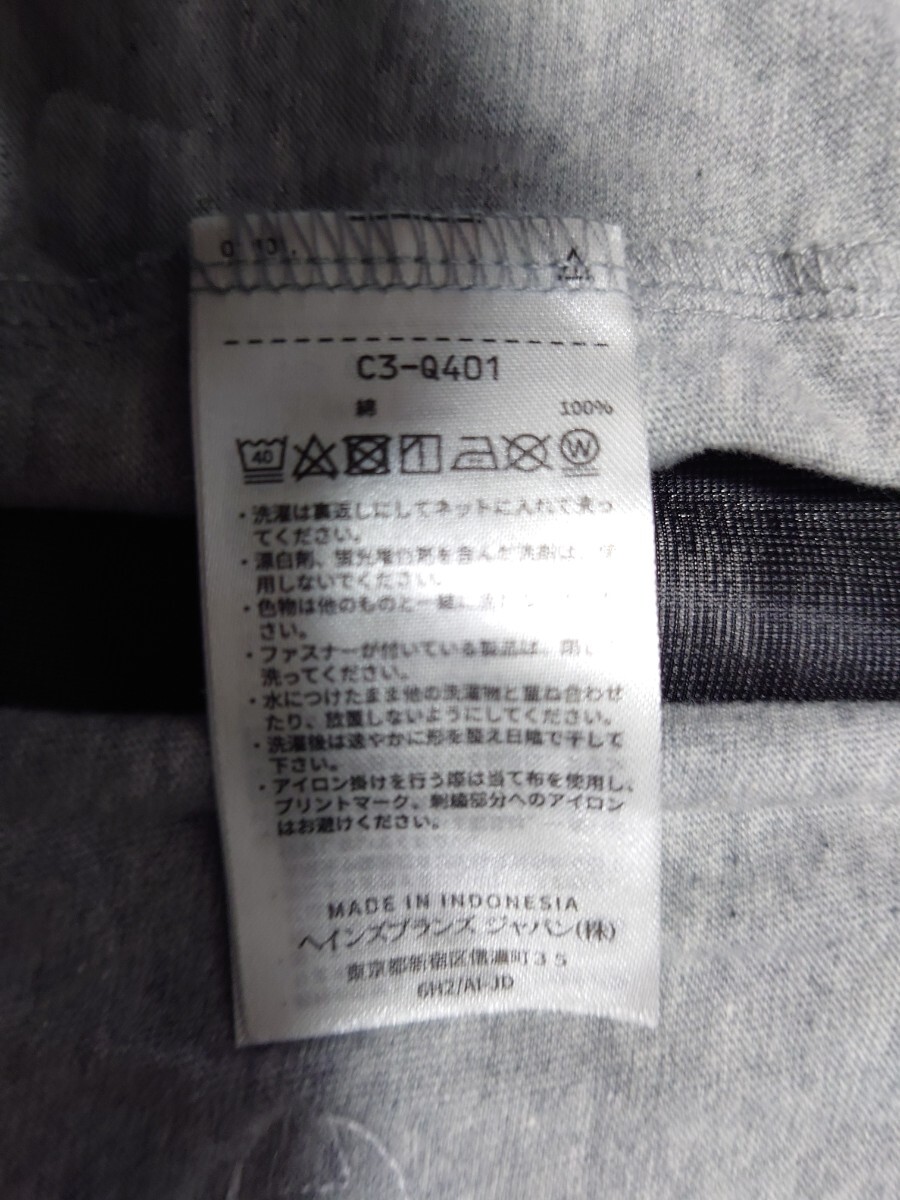 C3-Q401
綿 100%
40 W
・洗濯は裏返しにしてネットに入れて洗っ
てください。
・漂白剤、蛍光増白剤を含んだ洗剤は、使
用しないでください。
・色物は他のものと一緒に
さい。
・ファスナーが付いている製品は、閉
洗ってください。
・水につけたまま他の洗濯物と重ね合わせ
たり、放置しないようにしてください。
・洗濯後は速やかに形を整え日陰で干して
下さい。
・アイロン掛けを行う際は当て布を使用し、
プリントマーク、刺繍部分へのアイロン
はお避けください。
MADE IN INDONESIA
ヘインズブランズ ジャパン(株)
東京都新宿区信濃町35
6H2/AI-JD